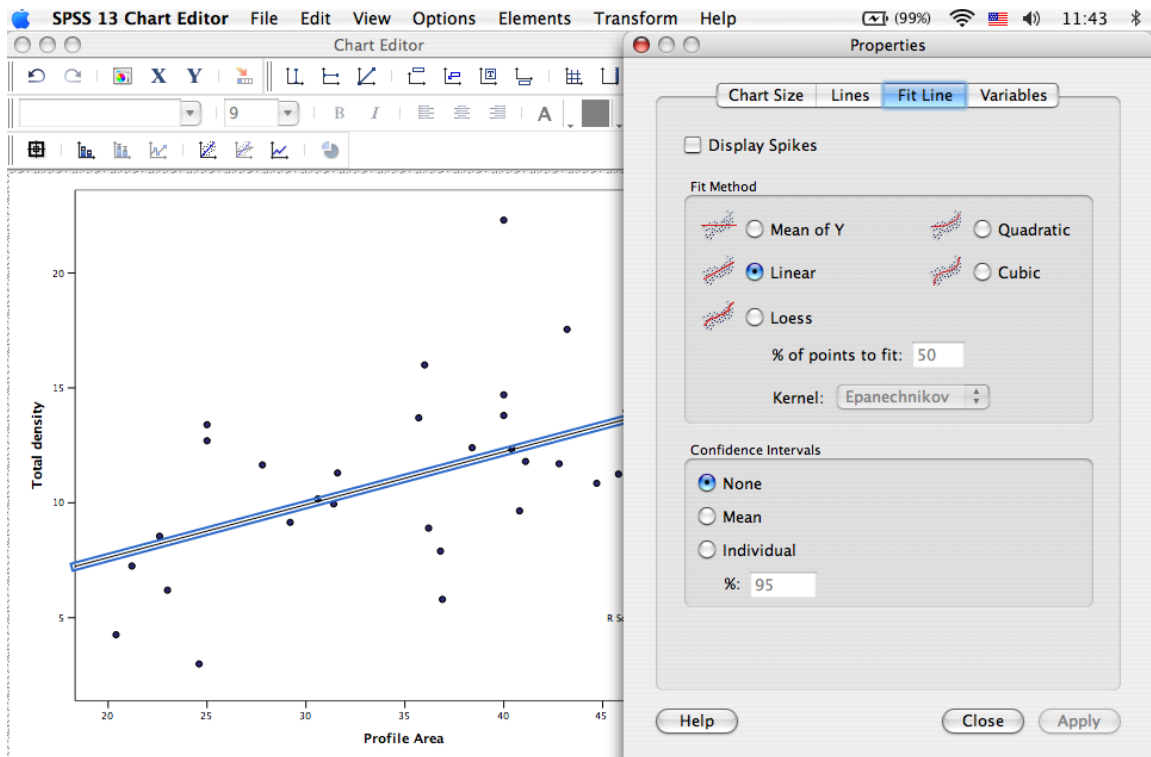 SPSS 13 Chart Editor File Edit View Options Elements Transform Help (99%) 11:43
Chart Editor
X Y
9 B I A
Total density
20
15
10
5
R
20 25 30 35 40 45
Profile Area
Properties
Chart Size Lines Fit Line Variables
Display Spikes
Fit Method
Mean of Y Quadratic
Linear Cubic
Loess
% of points to fit: 50
Kernel: Epanechnikov
Confidence Intervals
None
Mean
Individual
%: 95
Help Close Apply